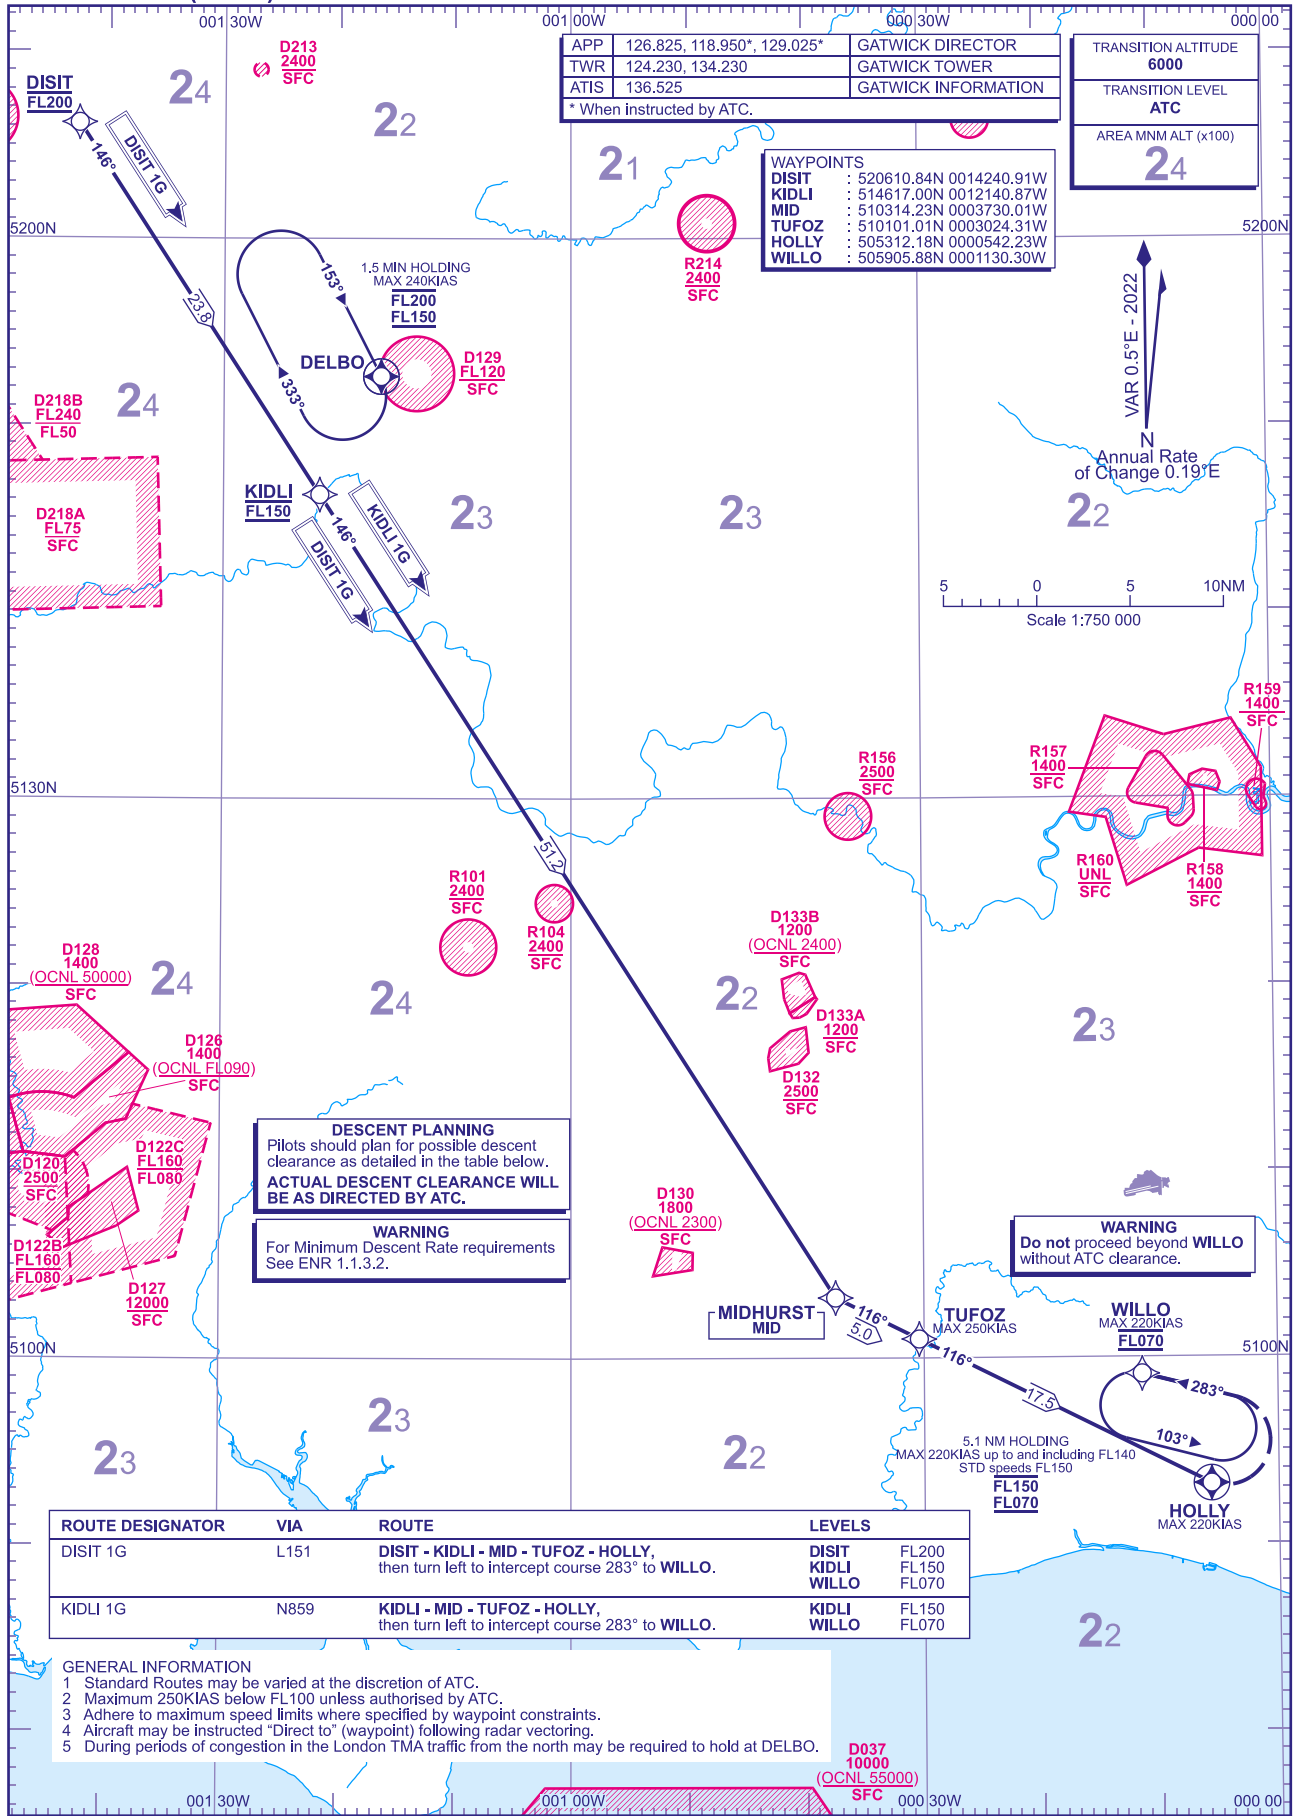 001 30W
001 00W
000 30W
000 00
D213
2400
SFC
DISIT
FL200
24
22
21
APP 126.825, 118.950*, 129.025* GATWICK DIRECTOR
TWR 124.230, 134.230 GATWICK TOWER
ATIS 136.525 GATWICK INFORMATION
* When instructed by ATC.
TRANSITION ALTITUDE
6000
TRANSITION LEVEL
ATC
AREA MNM ALT (x100)
24
WAYPOINTS
DISIT : 520610.84N 0014240.91W
KIDLI : 514617.00N 0012140.87W
MID : 510314.23N 0003730.01W
TUFOZ : 510101.01N 0003024.31W
HOLLY : 505312.18N 0000542.23W
WILLO : 505905.88N 0001130.30W
146°
DISIT 1G
5200N
5200N
R214
2400
SFC
23.8
153°
333°
1.5 MIN HOLDING
MAX 240KIAS
FL200
FL150
DELBO
D129
FL120
SFC
VAR 0.5°E - 2022
N
Annual Rate
of Change 0.19°E
24
D218B
FL240
FL50
D218A
FL75
SFC
KIDLI
FL150
146°
KIDLI 1G
DISIT 1G
23
23
22
5 0 5 10NM
Scale 1:750 000
R159
1400
SFC
R157
1400
SFC
R156
2500
SFC
5130N
5130N
R160
UNL
SFC
R158
1400
SFC
51.2
R101
2400
SFC
R104
2400
SFC
D133B
1200
(OCNL 2400)
SFC
D128
1400
(OCNL 50000)
SFC
24
24
22
23
D133A
1200
SFC
D132
2500
SFC
D126
1400
(OCNL FL090)
SFC
D120
2500
SFC
D122C
FL160
FL080
D122B
FL160
FL080
D127
12000
SFC
DESCENT PLANNING
Pilots should plan for possible descent
clearance as detailed in the table below.
ACTUAL DESCENT CLEARANCE WILL
BE AS DIRECTED BY ATC.
WARNING
For Minimum Descent Rate requirements
See ENR 1.1.3.2.
D130
1800
(OCNL 2300)
SFC
WARNING
Do not proceed beyond WILLO
without ATC clearance.
MIDHURST
MID
116°
5.0
TUFOZ
MAX 250KIAS
WILLO
MAX 220KIAS
FL070
5100N
5100N
116°
17.5
283°
103°
5.1 NM HOLDING
MAX 220KIAS up to and including FL140
STD speeds FL150
FL150
FL070
HOLLY
MAX 220KIAS
23
23
22
ROUTE DESIGNATOR VIA ROUTE LEVELS
DISIT 1G L151 DISIT - KIDLI - MID - TUFOZ - HOLLY, DISIT FL200
then turn left to intercept course 283° to WILLO. KIDLI FL150
WILLO FL070
KIDLI 1G N859 KIDLI - MID - TUFOZ - HOLLY, KIDLI FL150
then turn left to intercept course 283° to WILLO. WILLO FL070
22
GENERAL INFORMATION
1 Standard Routes may be varied at the discretion of ATC.
2 Maximum 250KIAS below FL100 unless authorised by ATC.
3 Adhere to maximum speed limits where specified by waypoint constraints.
4 Aircraft may be instructed “Direct to” (waypoint) following radar vectoring.
5 During periods of congestion in the London TMA traffic from the north may be required to hold at DELBO.
D037
10000
(OCNL 55000)
SFC
001 30W
001 00W
000 30W
000 00